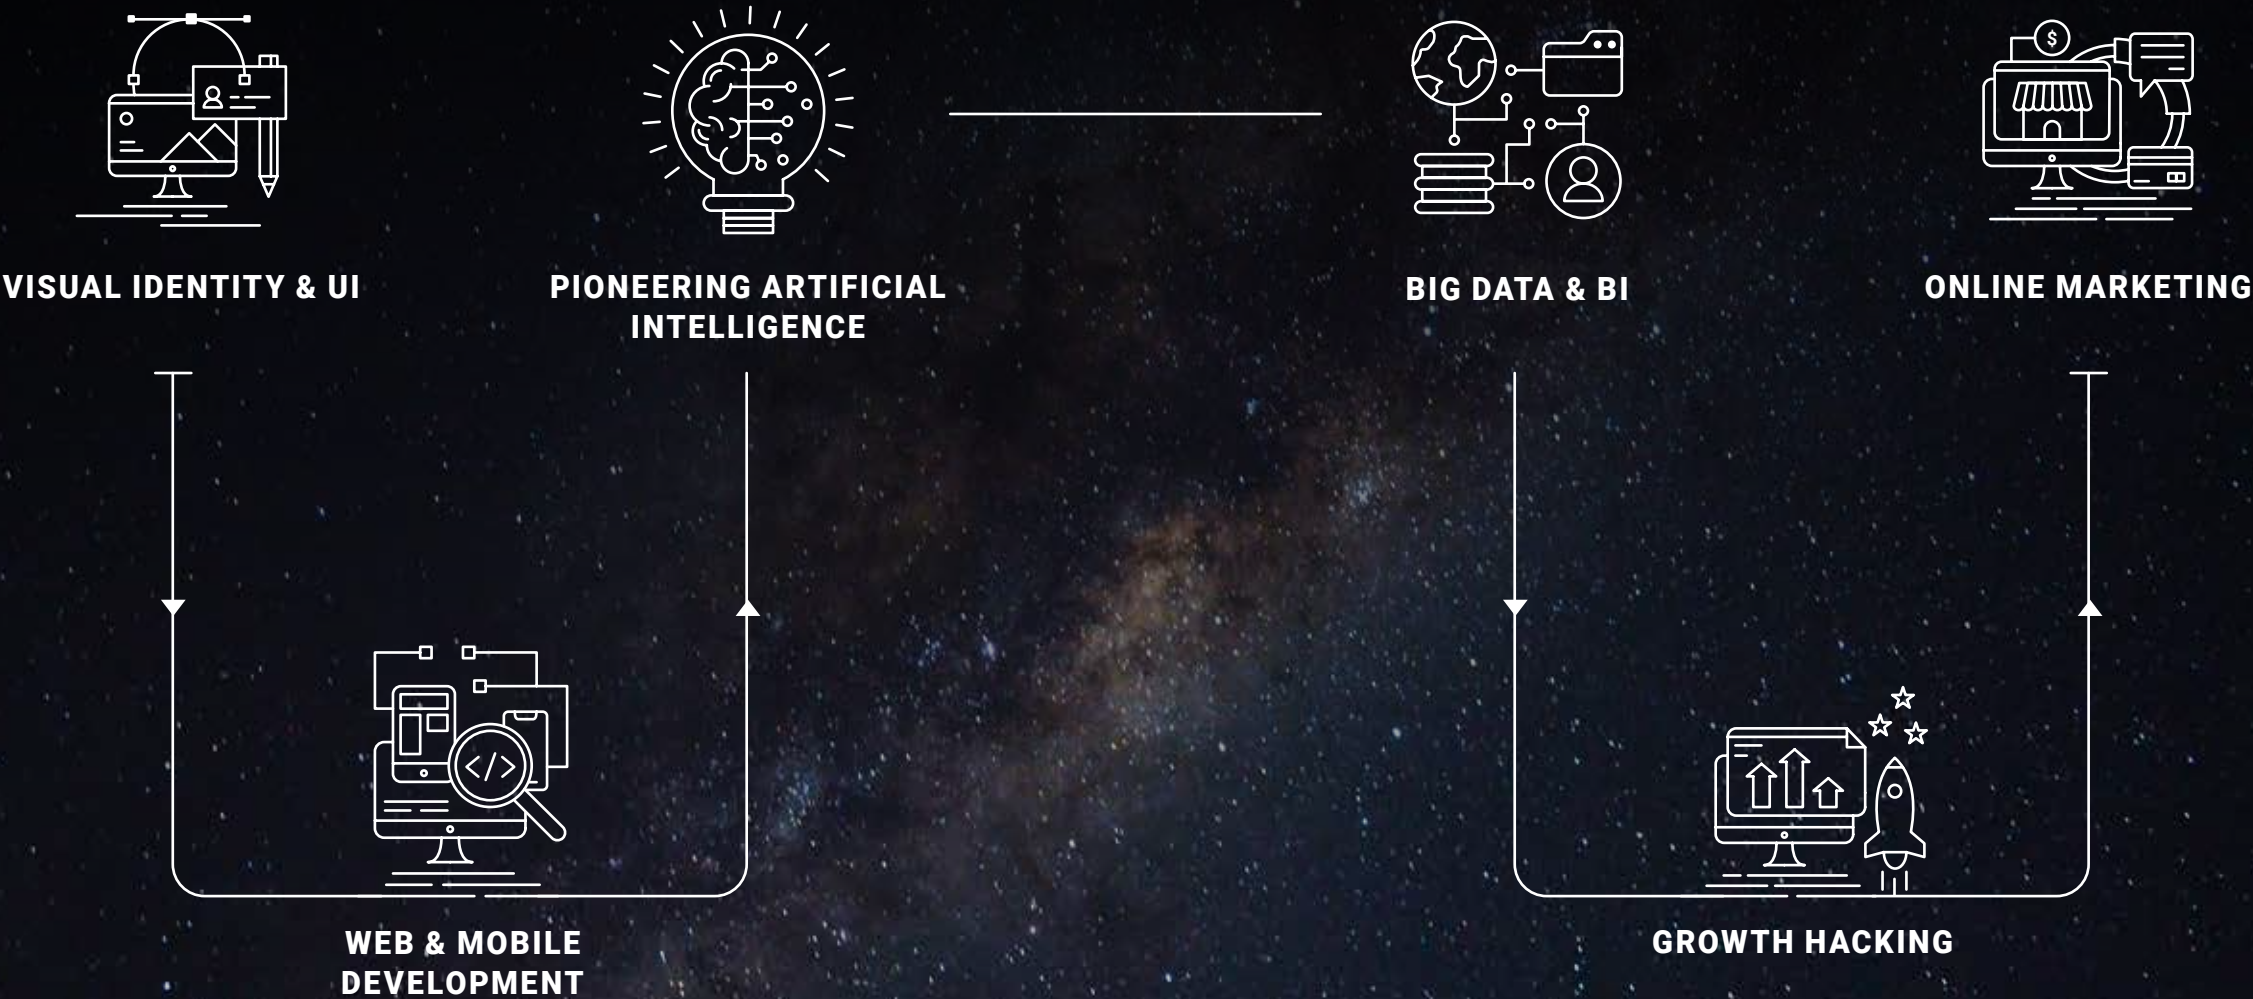 $
VISUAL IDENTITY & UI
PIONEERING ARTIFICIAL
INTELLIGENCE
BIG DATA & BI
ONLINE MARKETING
</>
WEB & MOBILE
DEVELOPMENT
GROWTH HACKING